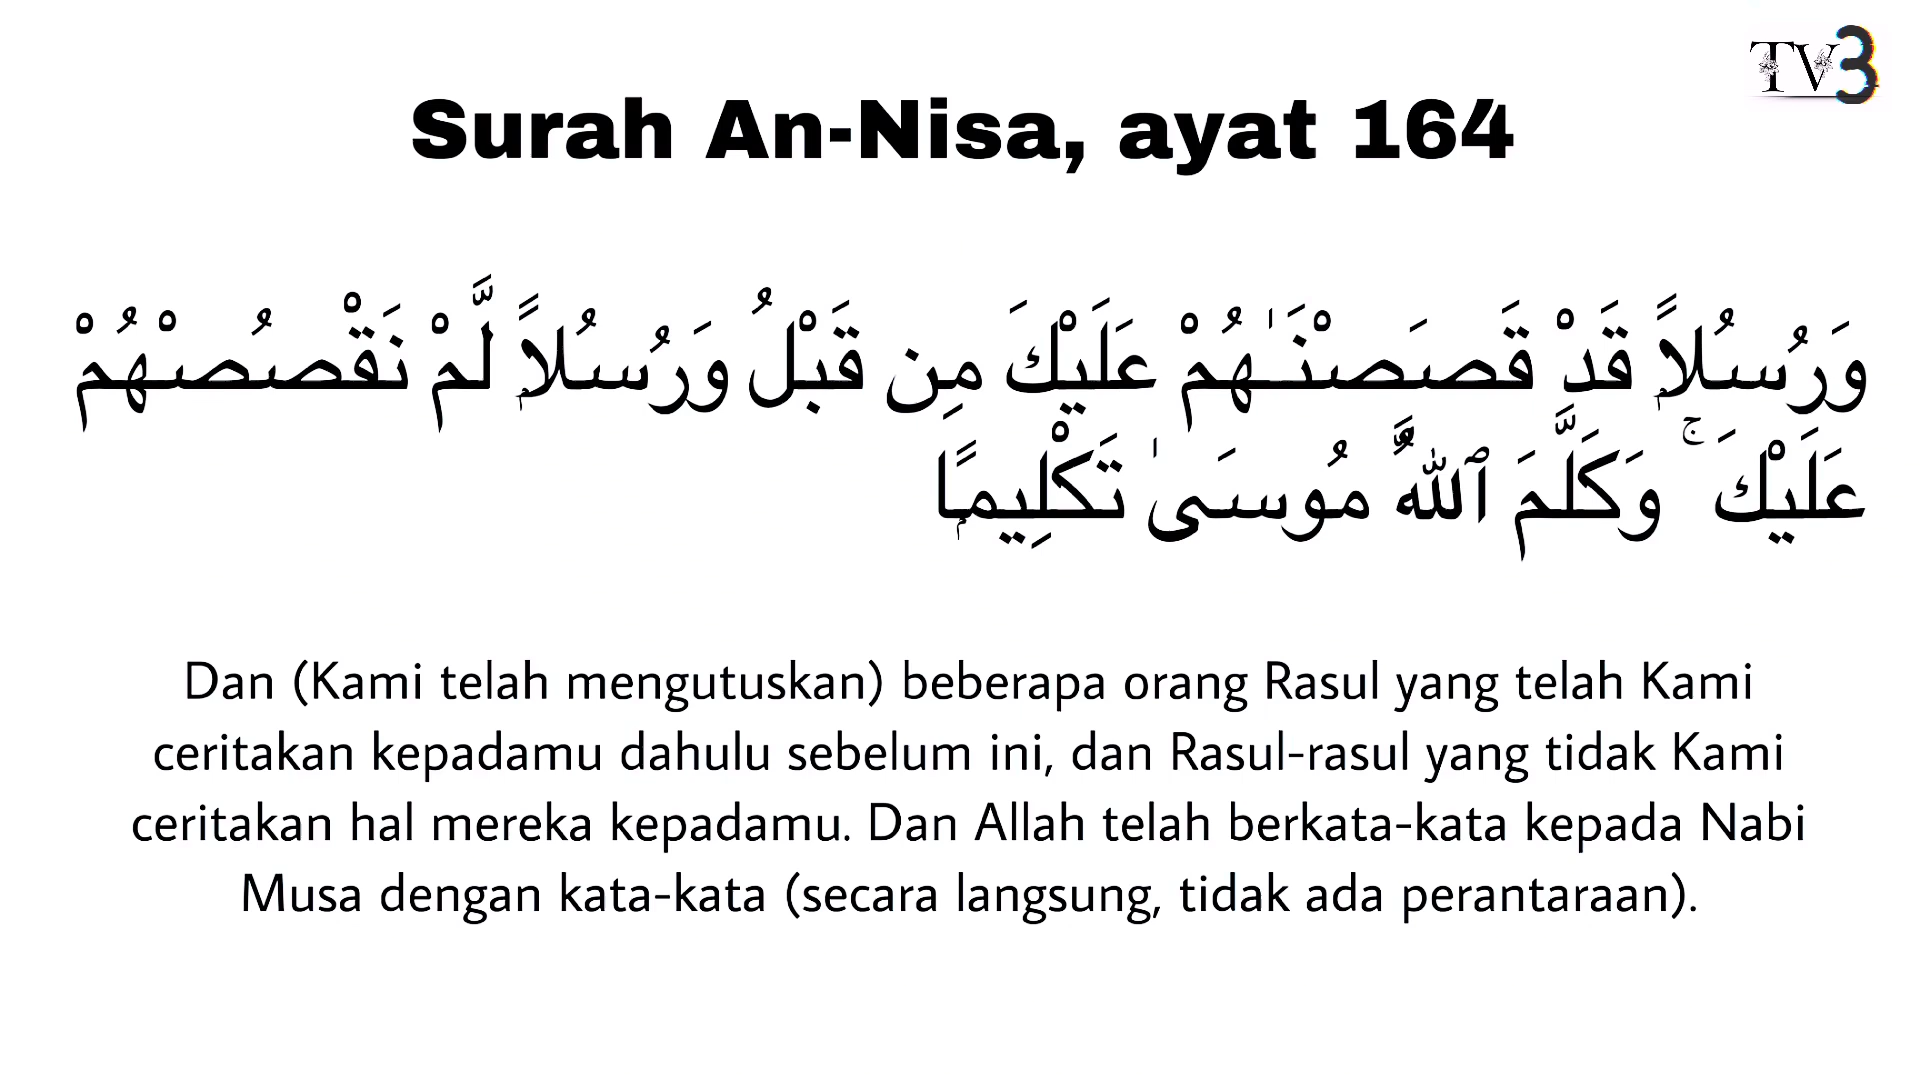 TV3
Surah An-Nisa, ayat 164
وَرُسُلاًۭ قَدْ قَصَصْنَـٰهُمْ عَلَيْكَ مِن قَبْلُ وَرُسُلاًۭ لَّمْ نَقْصُصْهُمْ
عَلَيْكَ ۚ وَكَلَّمَ ٱللَّهُ مُوسَىٰ تَكْلِيمًۭا
Dan (Kami telah mengutuskan) beberapa orang Rasul yang telah Kami
ceritakan kepadamu dahulu sebelum ini, dan Rasul-rasul yang tidak Kami
ceritakan hal mereka kepadamu. Dan Allah telah berkata-kata kepada Nabi
Musa dengan kata-kata (secara langsung, tidak ada perantaraan).